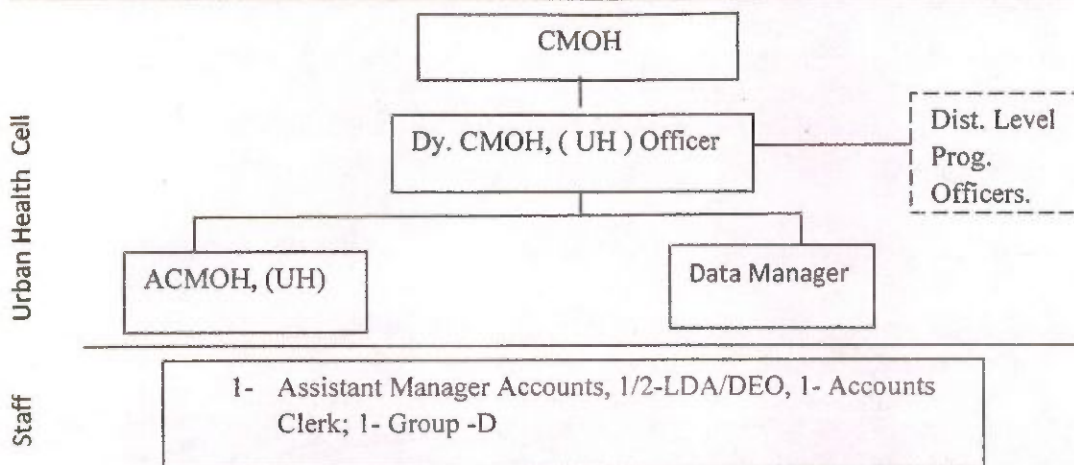 CMOH
Dy. CMOH, ( UH ) Officer
Dist. Level
Prog.
Officers.
Urban Health Cell
ACMOH, (UH)
Data Manager
Staff
1- Assistant Manager Accounts, 1/2-LDA/DEO, 1- Accounts
Clerk; 1- Group -D